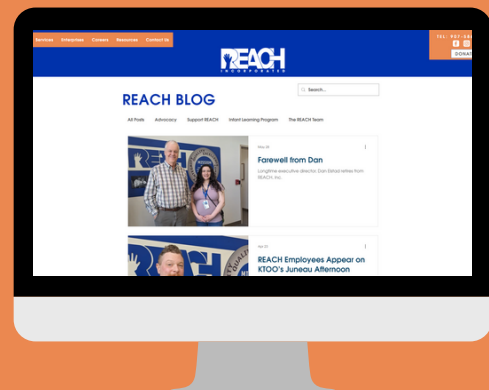 Services Enterprises Careers Resources Contact Us
DONAT
REACH
INCORPORATED
Search...
REACH BLOG
All Posts Advocacy Support REACH Infant Learning Program The REACH Team
Farewell from Dan
Longtime executive director, Dan Estad retires from
REACH, Inc.
REACH Employees Appear on
KTOO's Juneau Afternoon